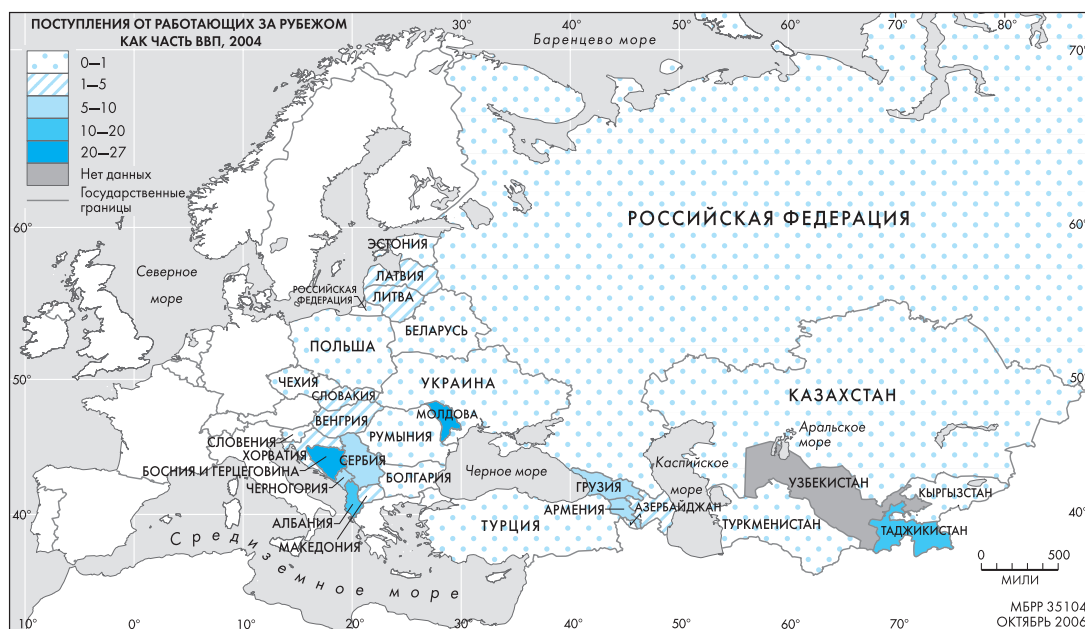 ПОСТУПЛЕНИЯ ОТ РАБОТАЮЩИХ ЗА РУБЕЖОМ
КАК ЧАСТЬ ВВП, 2004
0—1
1—5
5—10
10—20
20—27
Нет данных
Государственные
границы
30°
40°
50°
60°
70°
80°
70°
70°
60°
60°
50°
50°
40°
40°
10°
0°
10°
20°
30°
40°
50°
60°
70°
Баренцево море
РОССИЙСКАЯ ФЕДЕРАЦИЯ
Северное
море
ЭСТОНИЯ
ЛАТВИЯ
ЛИТВА
РОССИЙСКАЯ
ФЕДЕРАЦИЯ
БЕЛАРУСЬ
ПОЛЬША
ЧЕХИЯ
СЛОВАКИЯ
УКРАИНА
КАЗАХСТАН
ВЕНГРИЯ
МОЛДОВА
РУМЫНИЯ
СЛОВЕНИЯ
ХОРВАТИЯ
БОСНИЯ И ГЕРЦЕГОВИНА
СЕРБИЯ
ЧЕРНОГОРИЯ
БОЛГАРИЯ
АЛБАНИЯ
МАКЕДОНИЯ
Черное море
Каспийское
море
Аральское
море
ГРУЗИЯ
АРМЕНИЯ
АЗЕРБАЙДЖАН
ТУРЦИЯ
ТУРКМЕНИСТАН
УЗБЕКИСТАН
КЫРГЫЗСТАН
ТАДЖИКИСТАН
Средиземное море
0
500
МИЛИ
МБРР 35104
ОКТЯБРЬ 2006